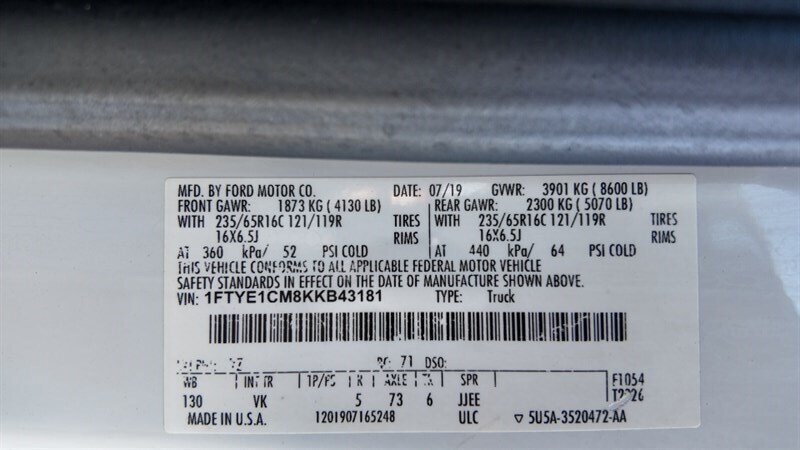 MFD. BY FORD MOTOR CO. DATE: 07/19 GVWR: 3901 KG ( 8600 LB)
FRONT GAWR: 1873 KG ( 4130 LB) REAR GAWR: 2300 KG ( 5070 LB)
WITH 235/65R16C 121/119R TIRES WITH 235/65R16C 121/119R TIRES
16X6.5J RIMS 16X6.5J RIMS
AT 360 kPa/ 52 PSI COLD AT 440 kPa/ 64 PSI COLD
THIS VEHICLE CONFORMS TO ALL APPLICABLE FEDERAL MOTOR VEHICLE
SAFETY STANDARDS IN EFFECT ON THE DATE OF MANUFACTURE SHOWN ABOVE.
VIN: 1FTYE1CM8KKB43181 TYPE: Truck
71 DSO:
WB INT TR TP/PS R AXLE SPR F1054
130 VK 5 73 6 JJEE
MADE IN U.S.A. 1201907165248 ULC ▽ 5U5A-3520472-AA